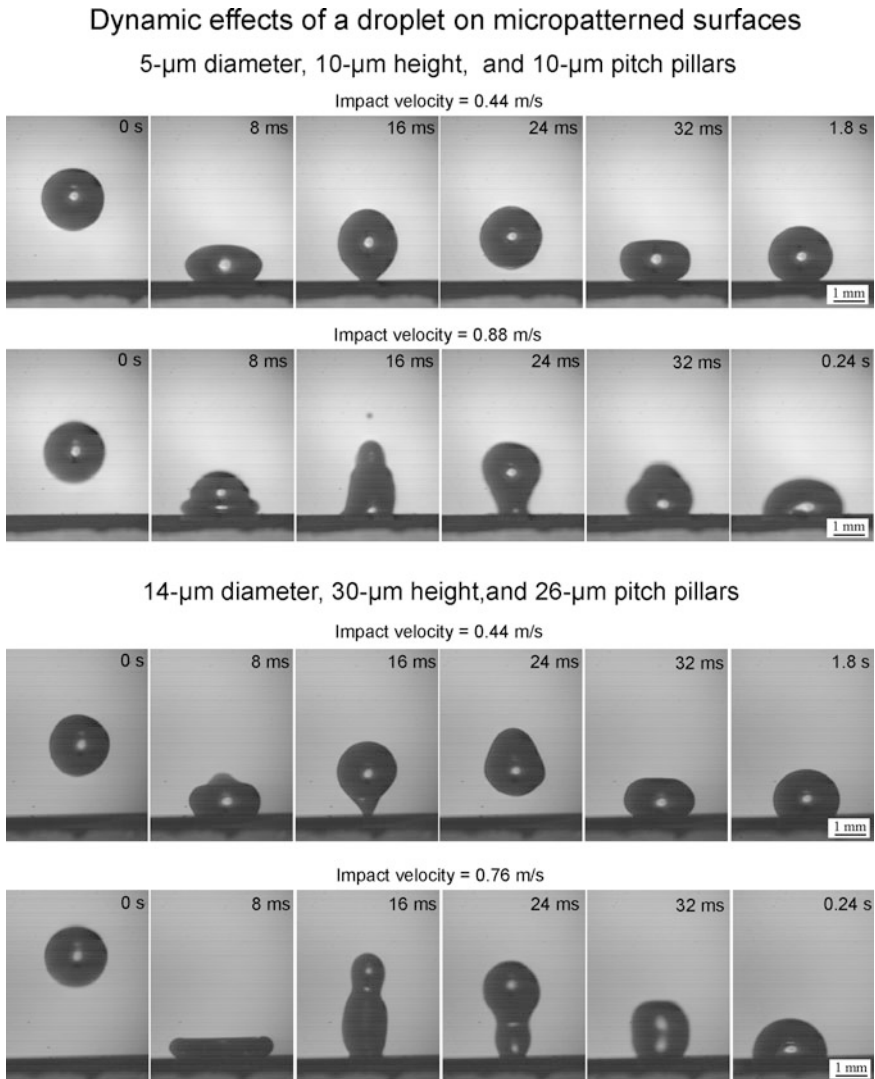 Dynamic effects of a droplet on micropatterned surfaces
5-µm diameter, 10-µm height, and 10-µm pitch pillars
Impact velocity = 0.44 m/s
0 s 8 ms 16 ms 24 ms 32 ms 1.8 s
1 mm
Impact velocity = 0.88 m/s
0 s 8 ms 16 ms 24 ms 32 ms 0.24 s
1 mm
14-µm diameter, 30-µm height,and 26-µm pitch pillars
Impact velocity = 0.44 m/s
0 s 8 ms 16 ms 24 ms 32 ms 1.8 s
1 mm
Impact velocity = 0.76 m/s
0 s 8 ms 16 ms 24 ms 32 ms 0.24 s
1 mm